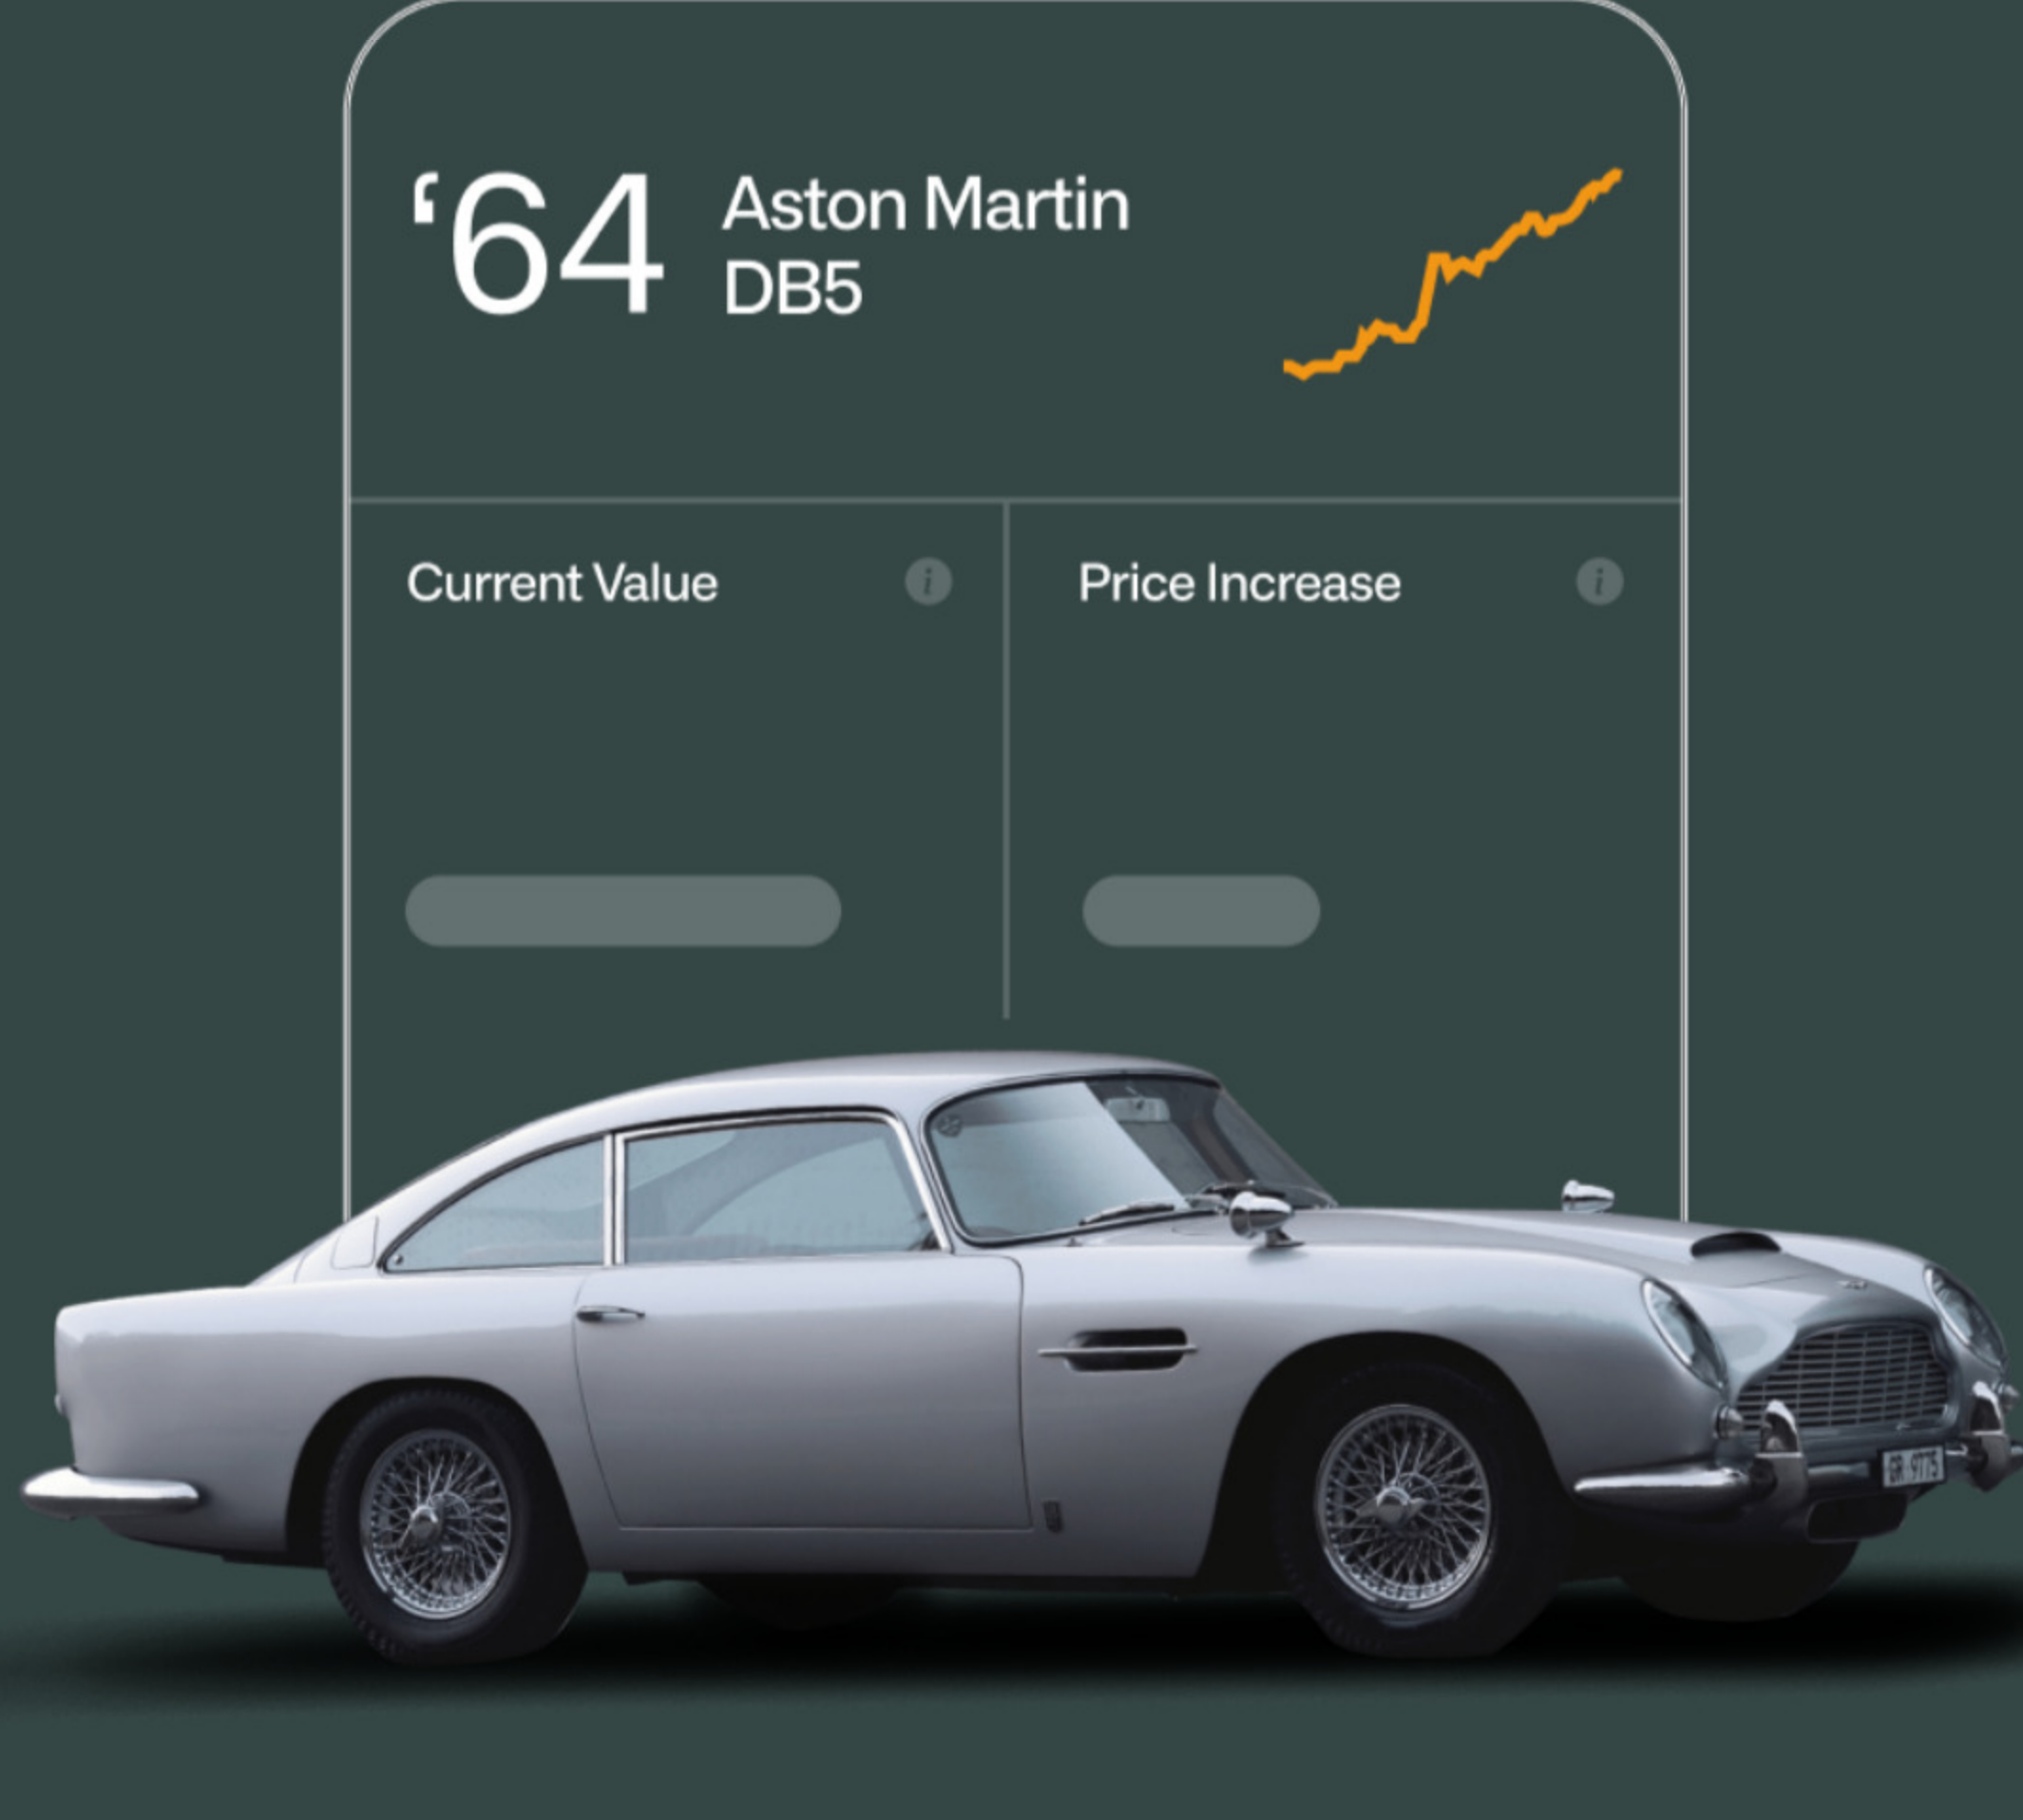 ‘64
Aston Martin
DB5
Current Value
i
Price Increase
i